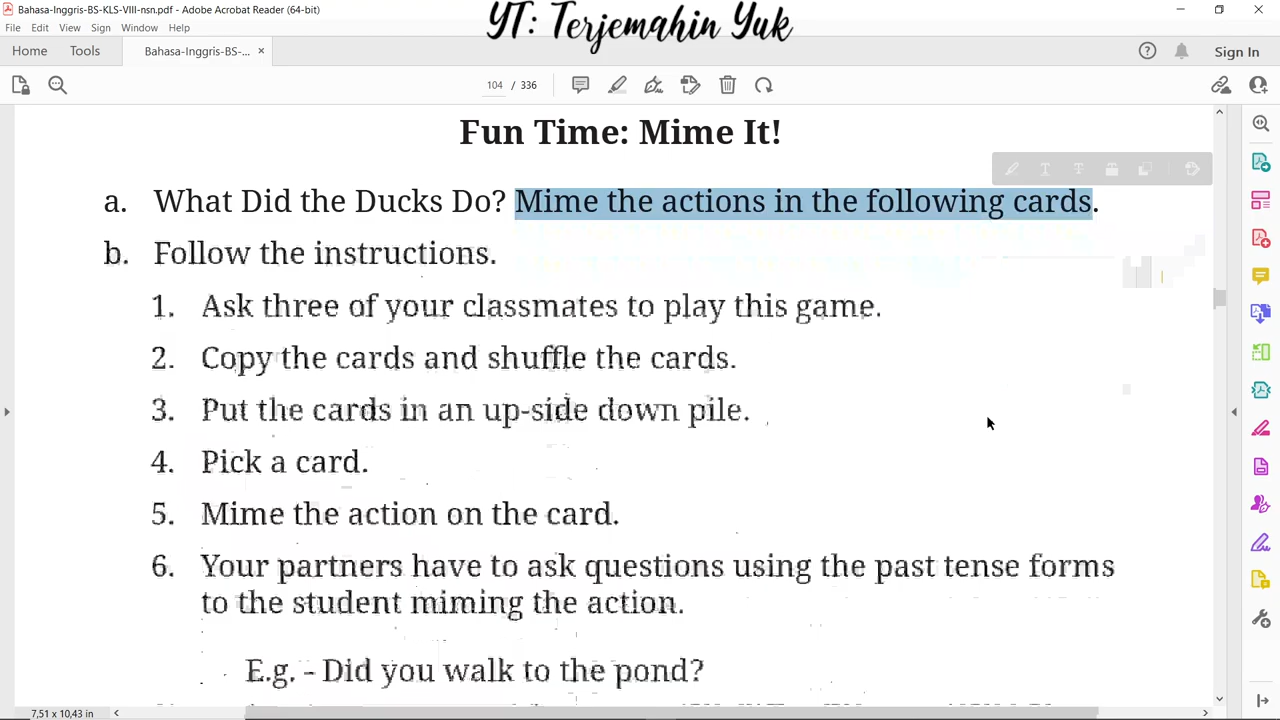 Bahasa-Inggris-BS-KLS-VIII-nsn.pdf - Adobe Acrobat Reader (64-bit)
YT: Terjemahin Yuk
File Edit View Sign Window Help
Home Tools Bahasa-Inggris-BS-... × Sign In
104 / 336
Fun Time: Mime It!
a. What Did the Ducks Do? Mime the actions in the following cards.
b. Follow the instructions.
1. Ask three of your classmates to play this game.
2. Copy the cards and shuffle the cards.
3. Put the cards in an up-side down pile.
4. Pick a card.
5. Mime the action on the card.
6. Your partners have to ask questions using the past tense forms
to the student miming the action.
E.g. - Did you walk to the pond?
7,51 x 10,43 in